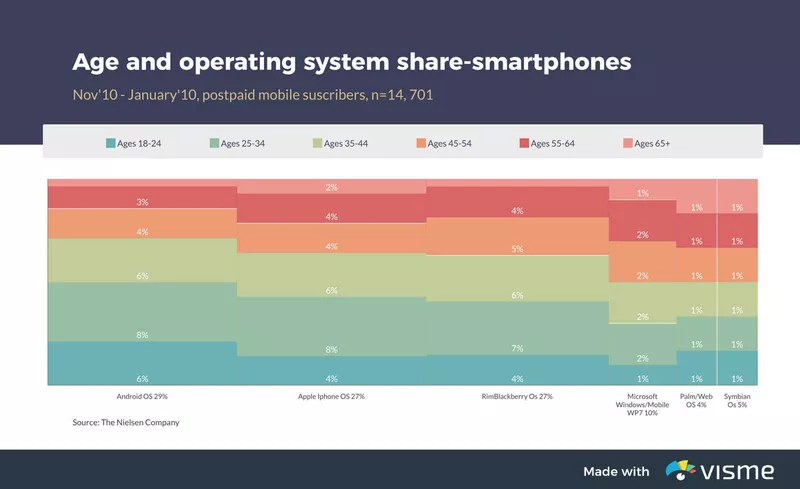 Age and operating system share-smartphones
Nov'10 - January'10, postpaid mobile suscribers, n=14, 701
Ages 18-24 Ages 25-34 Ages 35-44 Ages 45-54 Ages 55-64 Ages 65+
2% 1%
3% 4% 4% 1% 1%
4% 4% 5% 2% 1% 1%
6% 6% 6% 2% 1% 1%
2% 1% 1%
8% 8% 7% 2% 1% 1%
6% 4% 4% 1% 1% 1%
Android OS 29%
Apple Iphone OS 27%
RimBlackberry Os 27%
Microsoft
Windows/Mobile
WP7 10%
Palm/Web
OS 4%
Symbian
Os 5%
Source: The Nielsen Company
Made with visme